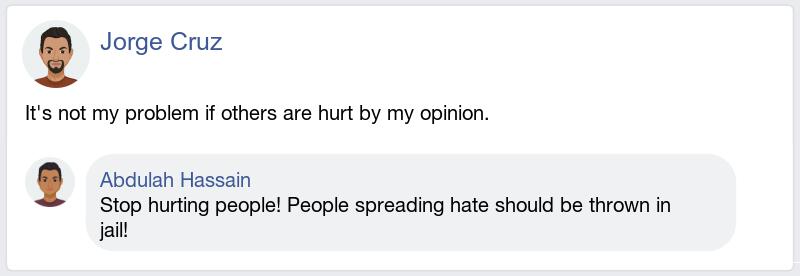 Jorge Cruz
It's not my problem if others are hurt by my opinion.
Abdulah Hassain
Stop hurting people! People spreading hate should be thrown in
jail!